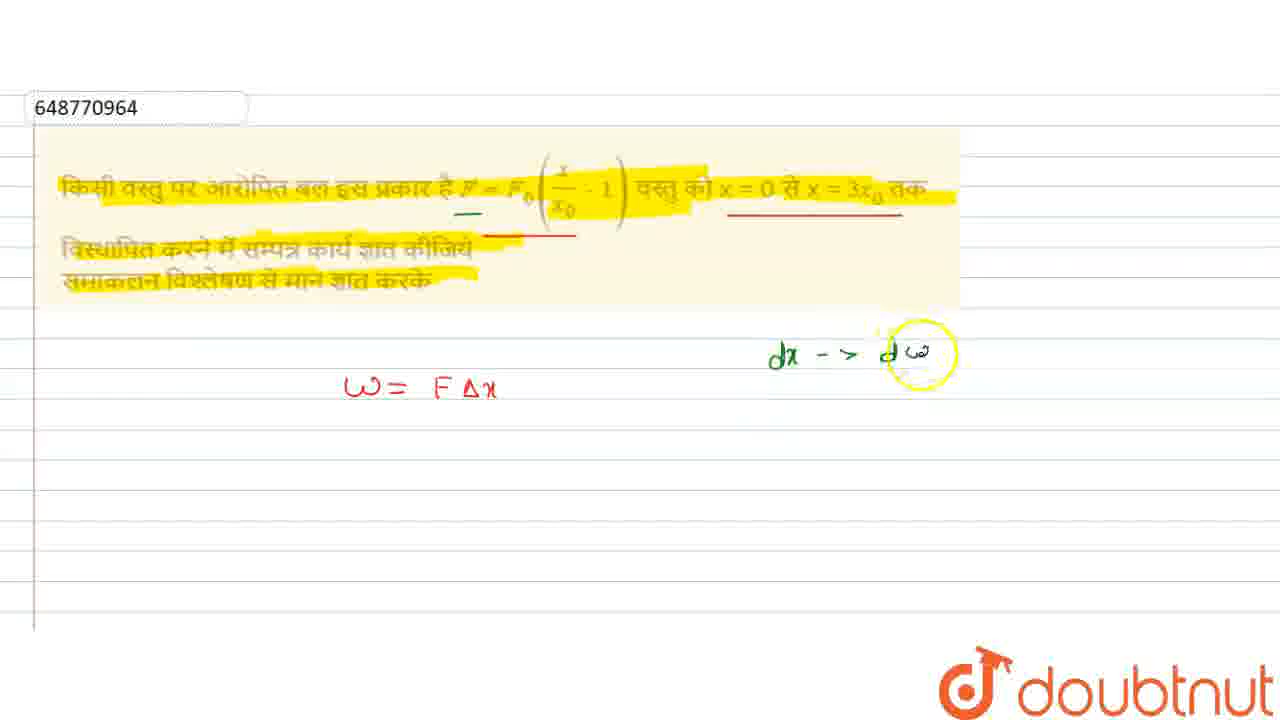 648770964
किसी वस्तु पर आरोपित बल इस प्रकार है F = F₀(x/x₀ - 1) वस्तु को x = 0 से x = 3x₀ तक
विस्थापित करने में सम्पन्न कार्य ज्ञात कीजिये
समाकलन विश्लेषण से मान ज्ञात करके
dx -> dω
ω = F Δx
doubtnut